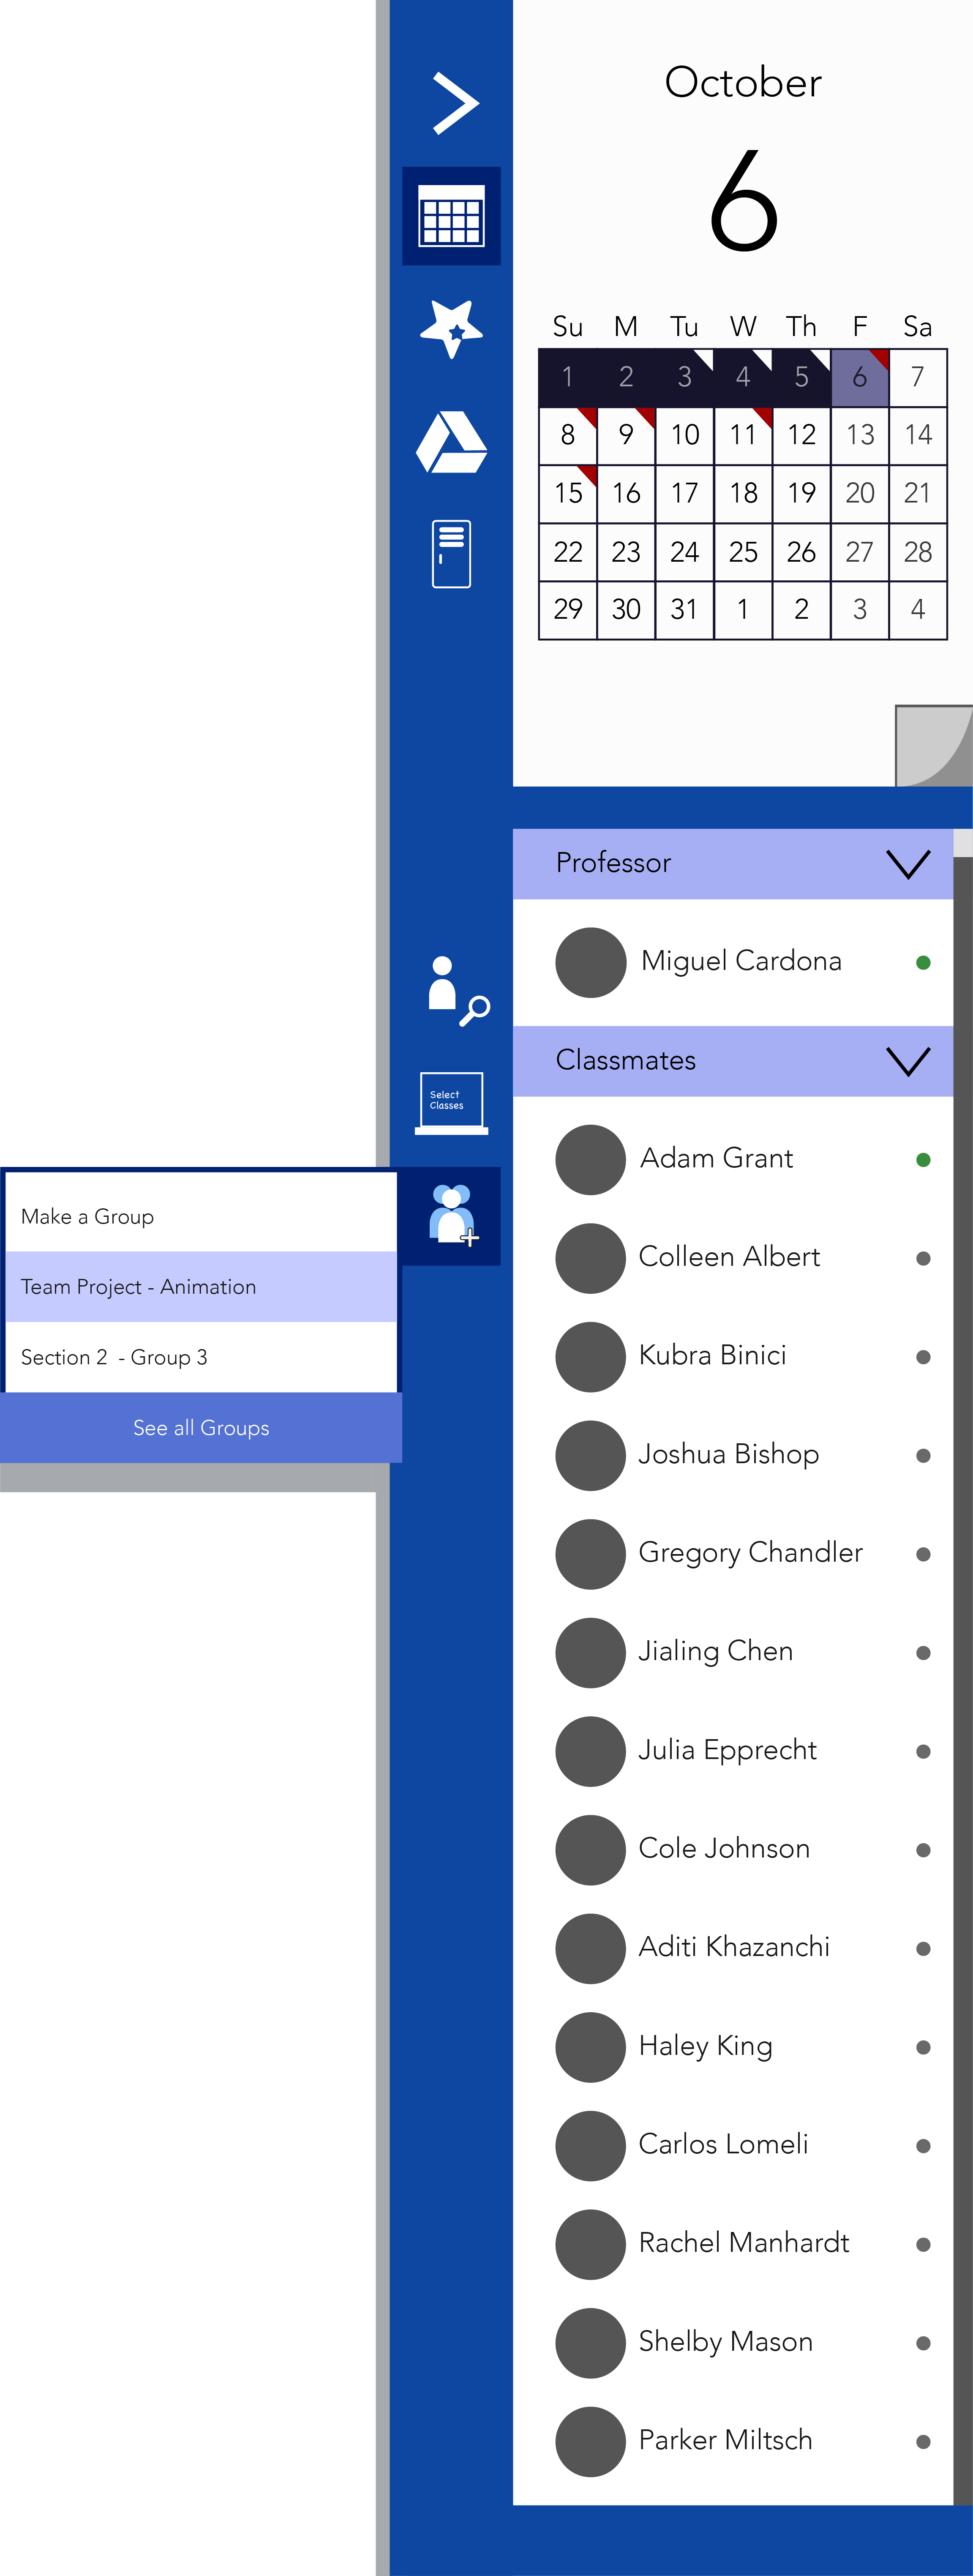 October
6
Su M Tu W Th F Sa
1 2 3 4 5 6 7
8 9 10 11 12 13 14
15 16 17 18 19 20 21
22 23 24 25 26 27 28
29 30 31 1 2 3 4
Professor
Miguel Cardona
Classmates
Adam Grant
Colleen Albert
Kubra Binici
Joshua Bishop
Gregory Chandler
Jialing Chen
Julia Epprecht
Cole Johnson
Aditi Khazanchi
Haley King
Carlos Lomeli
Rachel Manhardt
Shelby Mason
Parker Miltsch
Select
Classes
Make a Group
Team Project - Animation
Section 2 - Group 3
See all Groups